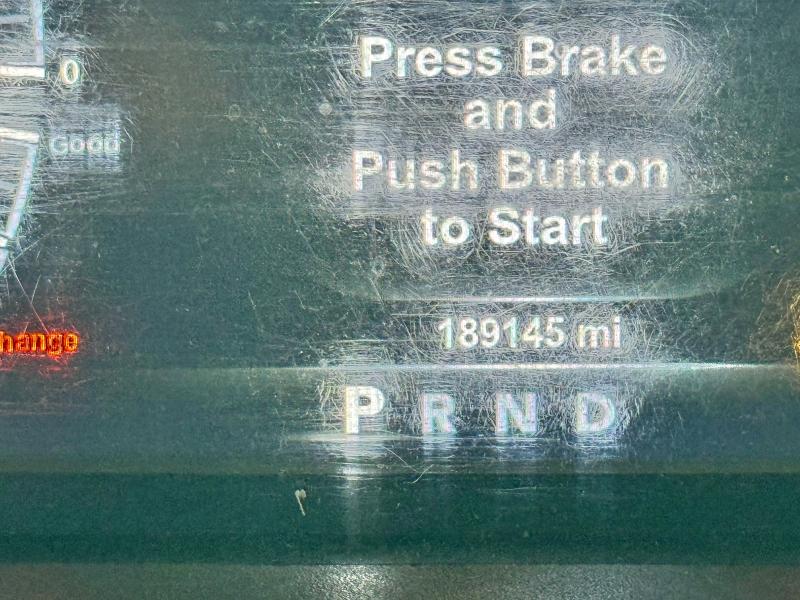 0
Good
Press Brake
and
Push Button
to Start
hange
189145 mi
P R N D